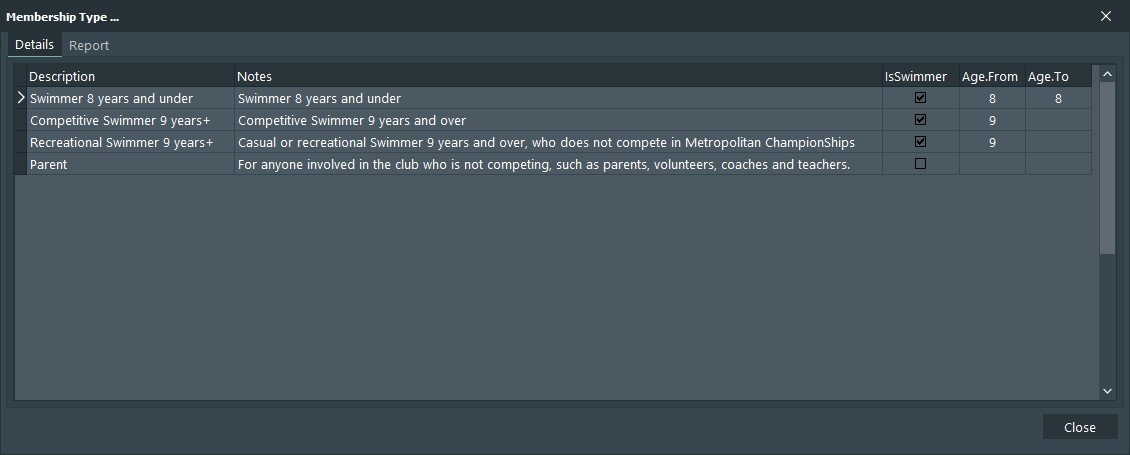 Membership Type ...
Details Report
Description Notes IsSwimmer Age.From Age.To
Swimmer 8 years and under Swimmer 8 years and under 8 8
Competitive Swimmer 9 years+ Competitive Swimmer 9 years and over 9
Recreational Swimmer 9 years+ Casual or recreational Swimmer 9 years and over, who does not compete in Metropolitan ChampionShips 9
Parent For anyone involved in the club who is not competing, such as parents, volunteers, coaches and teachers.
Close